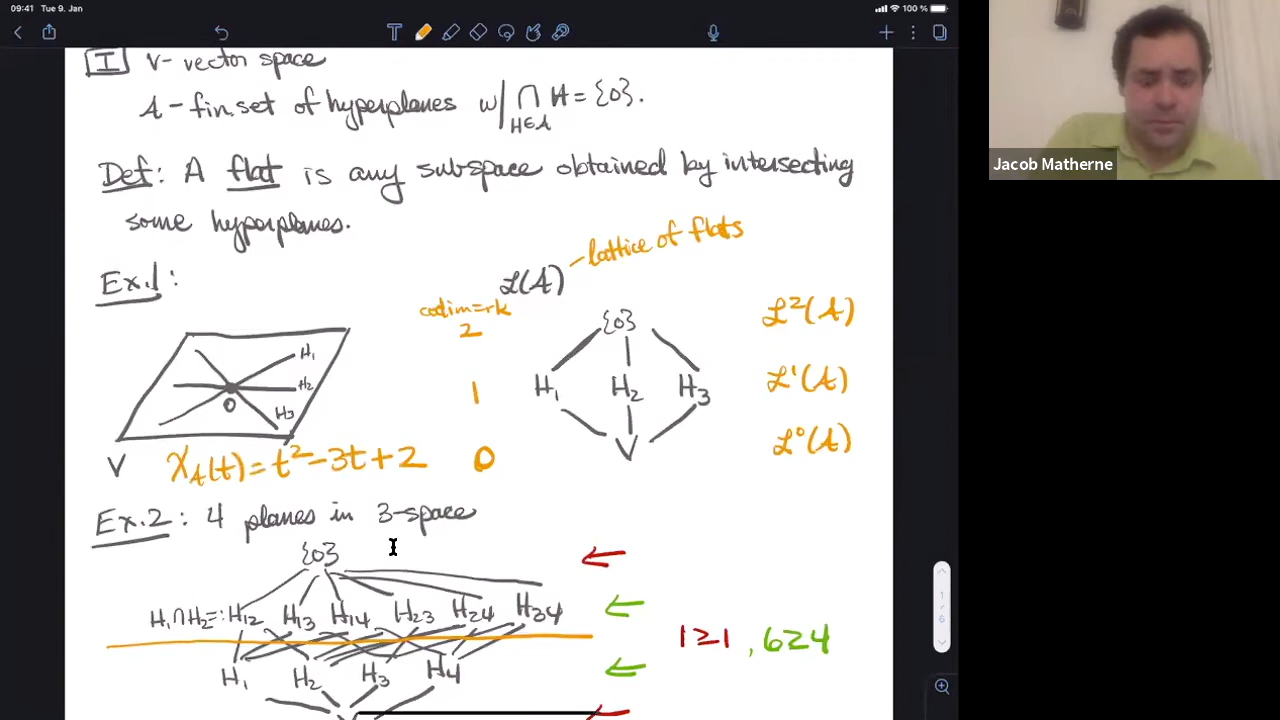 09:41 Tue 9. Jan
100 %
I V- vector space
A - fin. set of hyperplanes w/ ∩ H = {0}.
H∈A
Def: A flat is any subspace obtained by intersecting
some hyperplanes.
Ex.1:
L(A) - lattice of flats
codim=rk
2
1
0
H1
H2
H3
0
V
{0}
H1 H2 H3
V
L²(A)
L¹(A)
L⁰(A)
χA(t) = t² - 3t + 2
Ex.2: 4 planes in 3-space
{0}
H1∩H2=: H12 H13 H14 H23 H24 H34
H1 H2 H3 H4
1≥1, 6≥4
Jacob Matherne
1
6